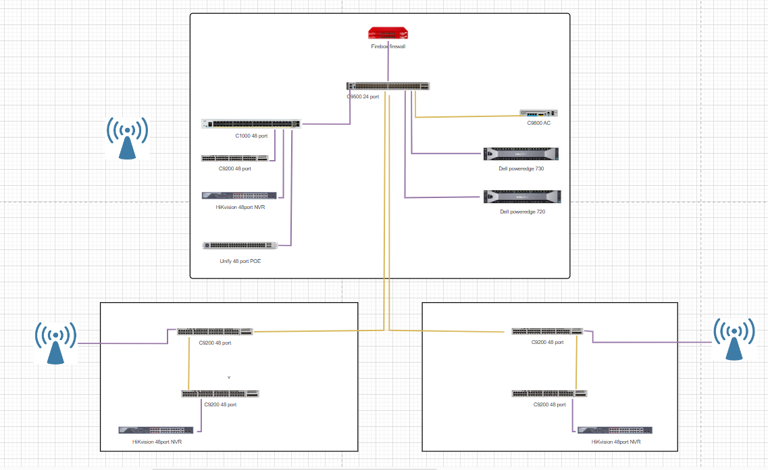 Firebox firewall
C9500 24 port
C1000 48 port
C9800 AC
C9200 48 port
Dell poweredge 730
HiKvision 48port NVR
Dell poweredge 720
Unify 48 port POE
C9200 48 port
C9200 48 port
C9200 48 port
C9200 48 port
HiKvision 48port NVR
HiKvision 48port NVR